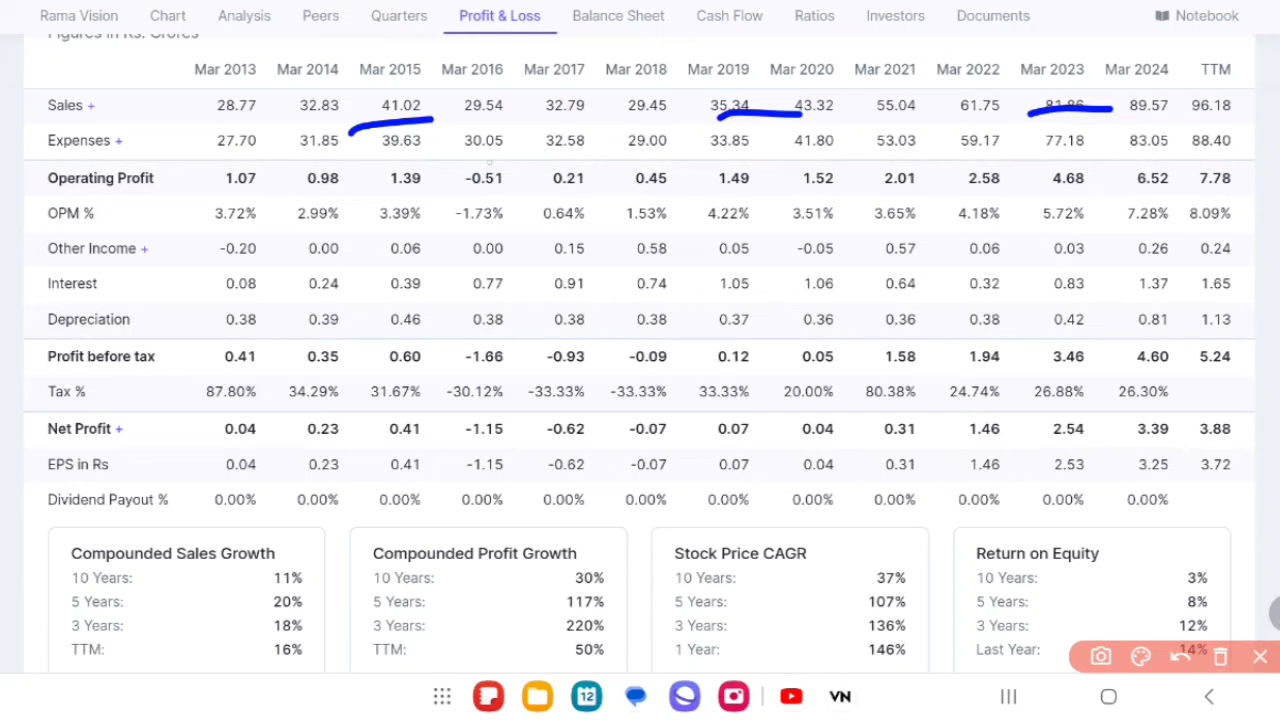 Rama Vision Chart Analysis Peers Quarters Profit & Loss Balance Sheet Cash Flow Ratios Investors Documents Notebook
Figures in Rs. Crores
Mar 2013 Mar 2014 Mar 2015 Mar 2016 Mar 2017 Mar 2018 Mar 2019 Mar 2020 Mar 2021 Mar 2022 Mar 2023 Mar 2024 TTM
Sales + 28.77 32.83 41.02 29.54 32.79 29.45 35.34 43.32 55.04 61.75 81.86 89.57 96.18
Expenses + 27.70 31.85 39.63 30.05 32.58 29.00 33.85 41.80 53.03 59.17 77.18 83.05 88.40
Operating Profit 1.07 0.98 1.39 -0.51 0.21 0.45 1.49 1.52 2.01 2.58 4.68 6.52 7.78
OPM % 3.72% 2.99% 3.39% -1.73% 0.64% 1.53% 4.22% 3.51% 3.65% 4.18% 5.72% 7.28% 8.09%
Other Income + -0.20 0.00 0.06 0.00 0.15 0.58 0.05 -0.05 0.57 0.06 0.03 0.26 0.24
Interest 0.08 0.24 0.39 0.77 0.91 0.74 1.05 1.06 0.64 0.32 0.83 1.37 1.65
Depreciation 0.38 0.39 0.46 0.38 0.38 0.38 0.37 0.36 0.36 0.38 0.42 0.81 1.13
Profit before tax 0.41 0.35 0.60 -1.66 -0.93 -0.09 0.12 0.05 1.58 1.94 3.46 4.60 5.24
Tax % 87.80% 34.29% 31.67% -30.12% -33.33% -33.33% 33.33% 20.00% 80.38% 24.74% 26.88% 26.30%
Net Profit + 0.04 0.23 0.41 -1.15 -0.62 -0.07 0.07 0.04 0.31 1.46 2.54 3.39 3.88
EPS in Rs 0.04 0.23 0.41 -1.15 -0.62 -0.07 0.07 0.04 0.31 1.46 2.53 3.25 3.72
Dividend Payout % 0.00% 0.00% 0.00% 0.00% 0.00% 0.00% 0.00% 0.00% 0.00% 0.00% 0.00% 0.00%
Compounded Sales Growth Compounded Profit Growth Stock Price CAGR Return on Equity
10 Years: 11% 10 Years: 30% 10 Years: 37% 10 Years: 3%
5 Years: 20% 5 Years: 117% 5 Years: 107% 5 Years: 8%
3 Years: 18% 3 Years: 220% 3 Years: 136% 3 Years: 12%
TTM: 16% TTM: 50% 1 Year: 146% Last Year: 14%
12 VN